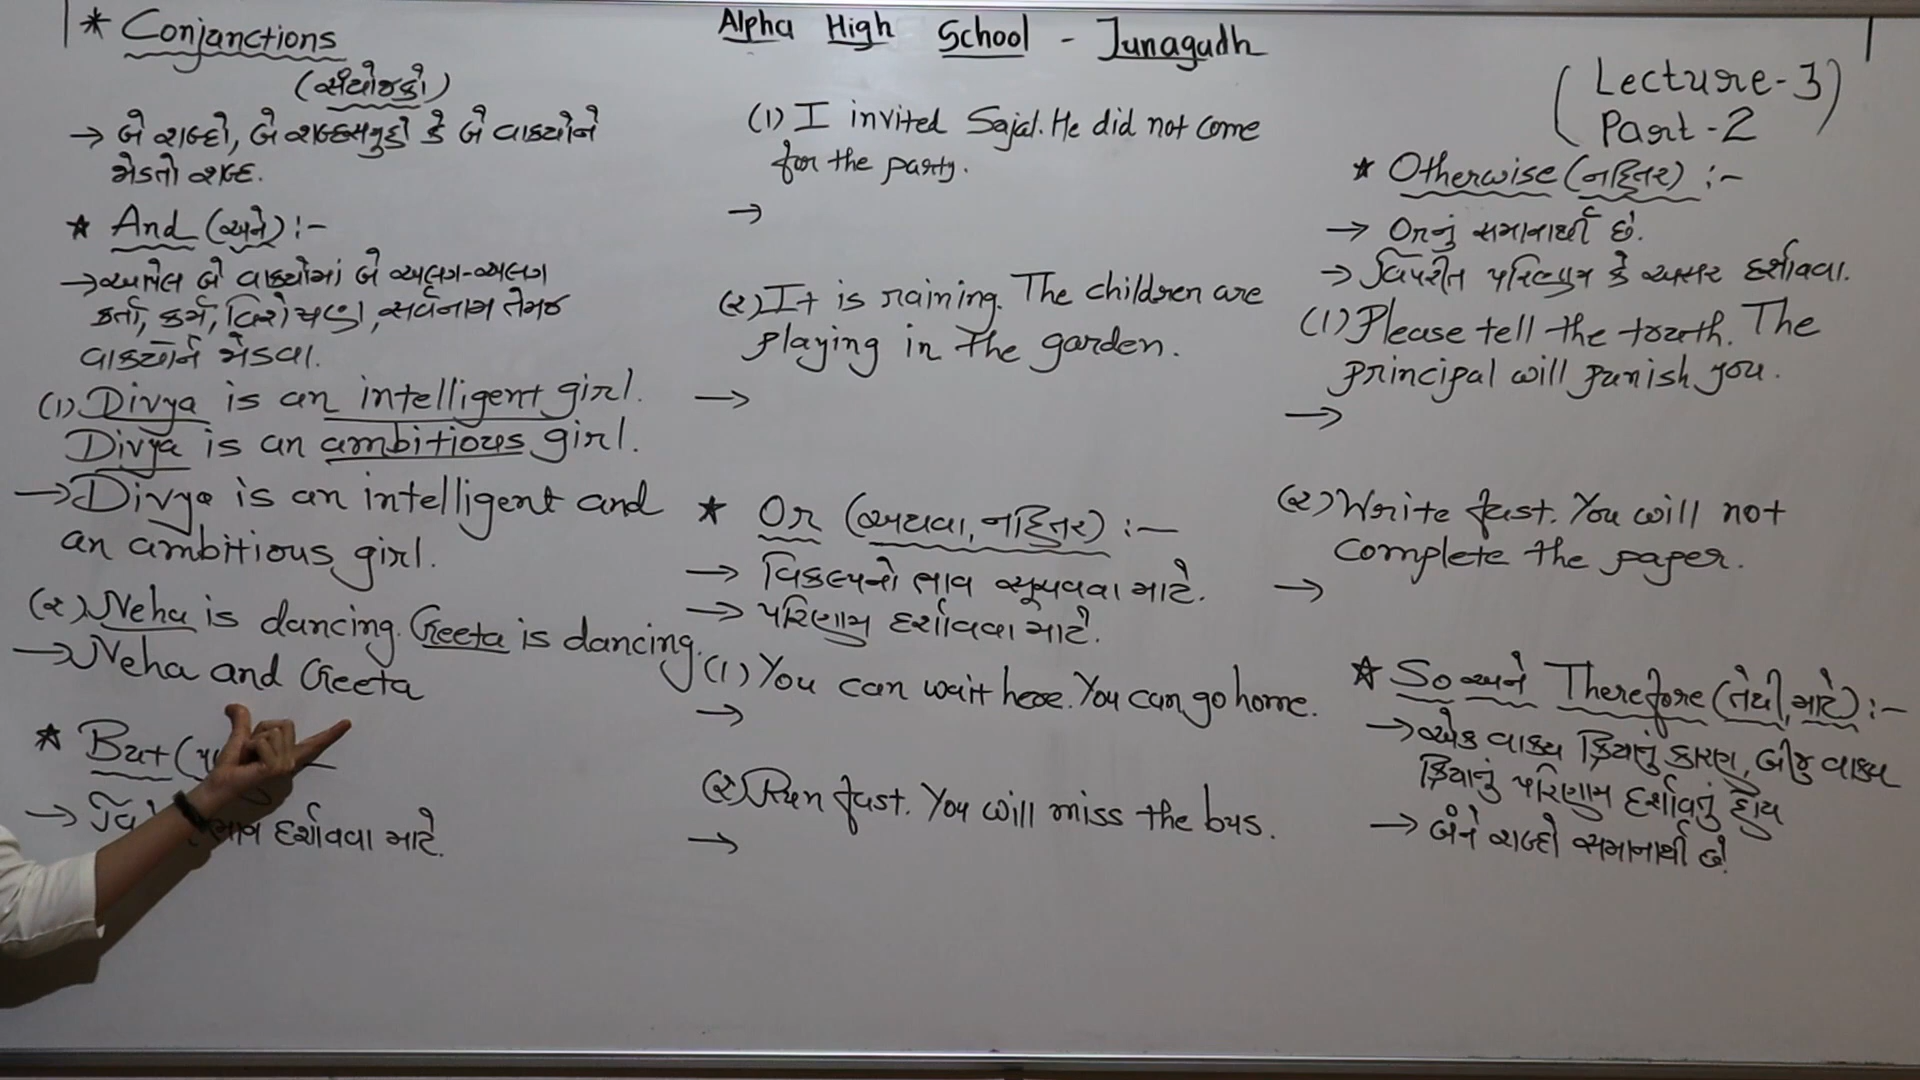 * Conjanctions
(સંયોજકો)
→ બે શબ્દો, બે શબ્દસમુહો કે બે વાક્યોને
જોડતો શબ્દ.
* And (અને) :-
→ આપેલ બે વાક્યોમાં બે અલગ-અલગ
કર્તા, કર્મ, વિશેષણ, સર્વનામ તેમજ
વાક્યોને જોડવા.
(1) Divya is an intelligent girl.
Divya is an ambitious girl.
→ Divya is an intelligent and
an ambitious girl.
(૨) Neha is dancing. Geeta is dancing.
→ Neha and Geeta
* But (
→ દર્શાવવા માટે.
Alpha High School - Junagadh
(1) I invited Sajal. He did not come
for the party.
→
(૨) It is raining. The children are
playing in the garden.
→
* Or (અથવા, નહિતર) :-
→ વિકલ્પનો ભાવ સૂચવવા માટે.
→ પરિણામ દર્શાવવા માટે.
(1) You can wait here. You can go home.
→
(૨) Run fast. You will miss the bus.
→
(Lecture-3
Part-2)
* Otherwise (નહિતર) :-
→ Orનું સમાનાર્થી છે.
→ વિપરીત પરિણામ કે અસર દર્શાવવા.
(1) Please tell the truth. The
principal will punish you.
→
(૨) Write fast. You will not
complete the paper.
→
* So અને Therefore (તેથી, માટે) :-
→ એક વાક્ય ક્રિયાનું કારણ, બીજુ વાક્ય
ક્રિયાનું પરિણામ દર્શાવતું હોય
→ બંને શબ્દો સમાનાર્થી છે.